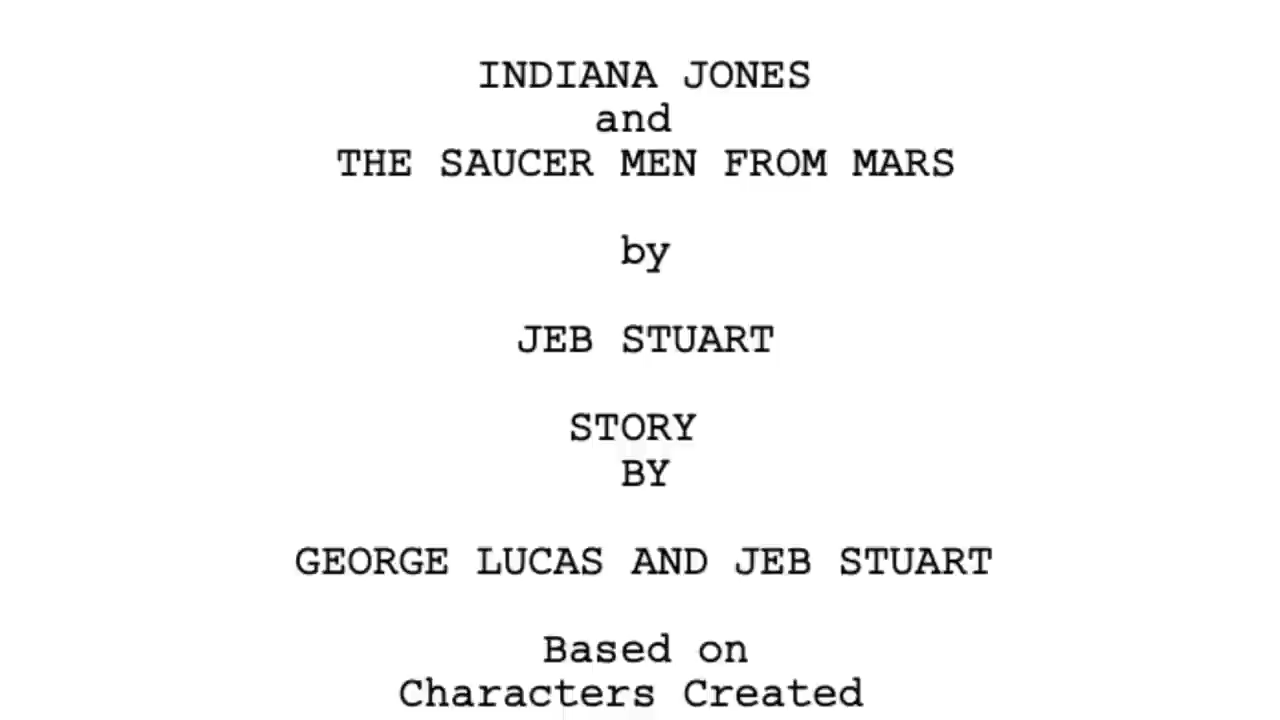 INDIANA JONES
and
THE SAUCER MEN FROM MARS
by
JEB STUART
STORY
BY
GEORGE LUCAS AND JEB STUART
Based on
Characters Created